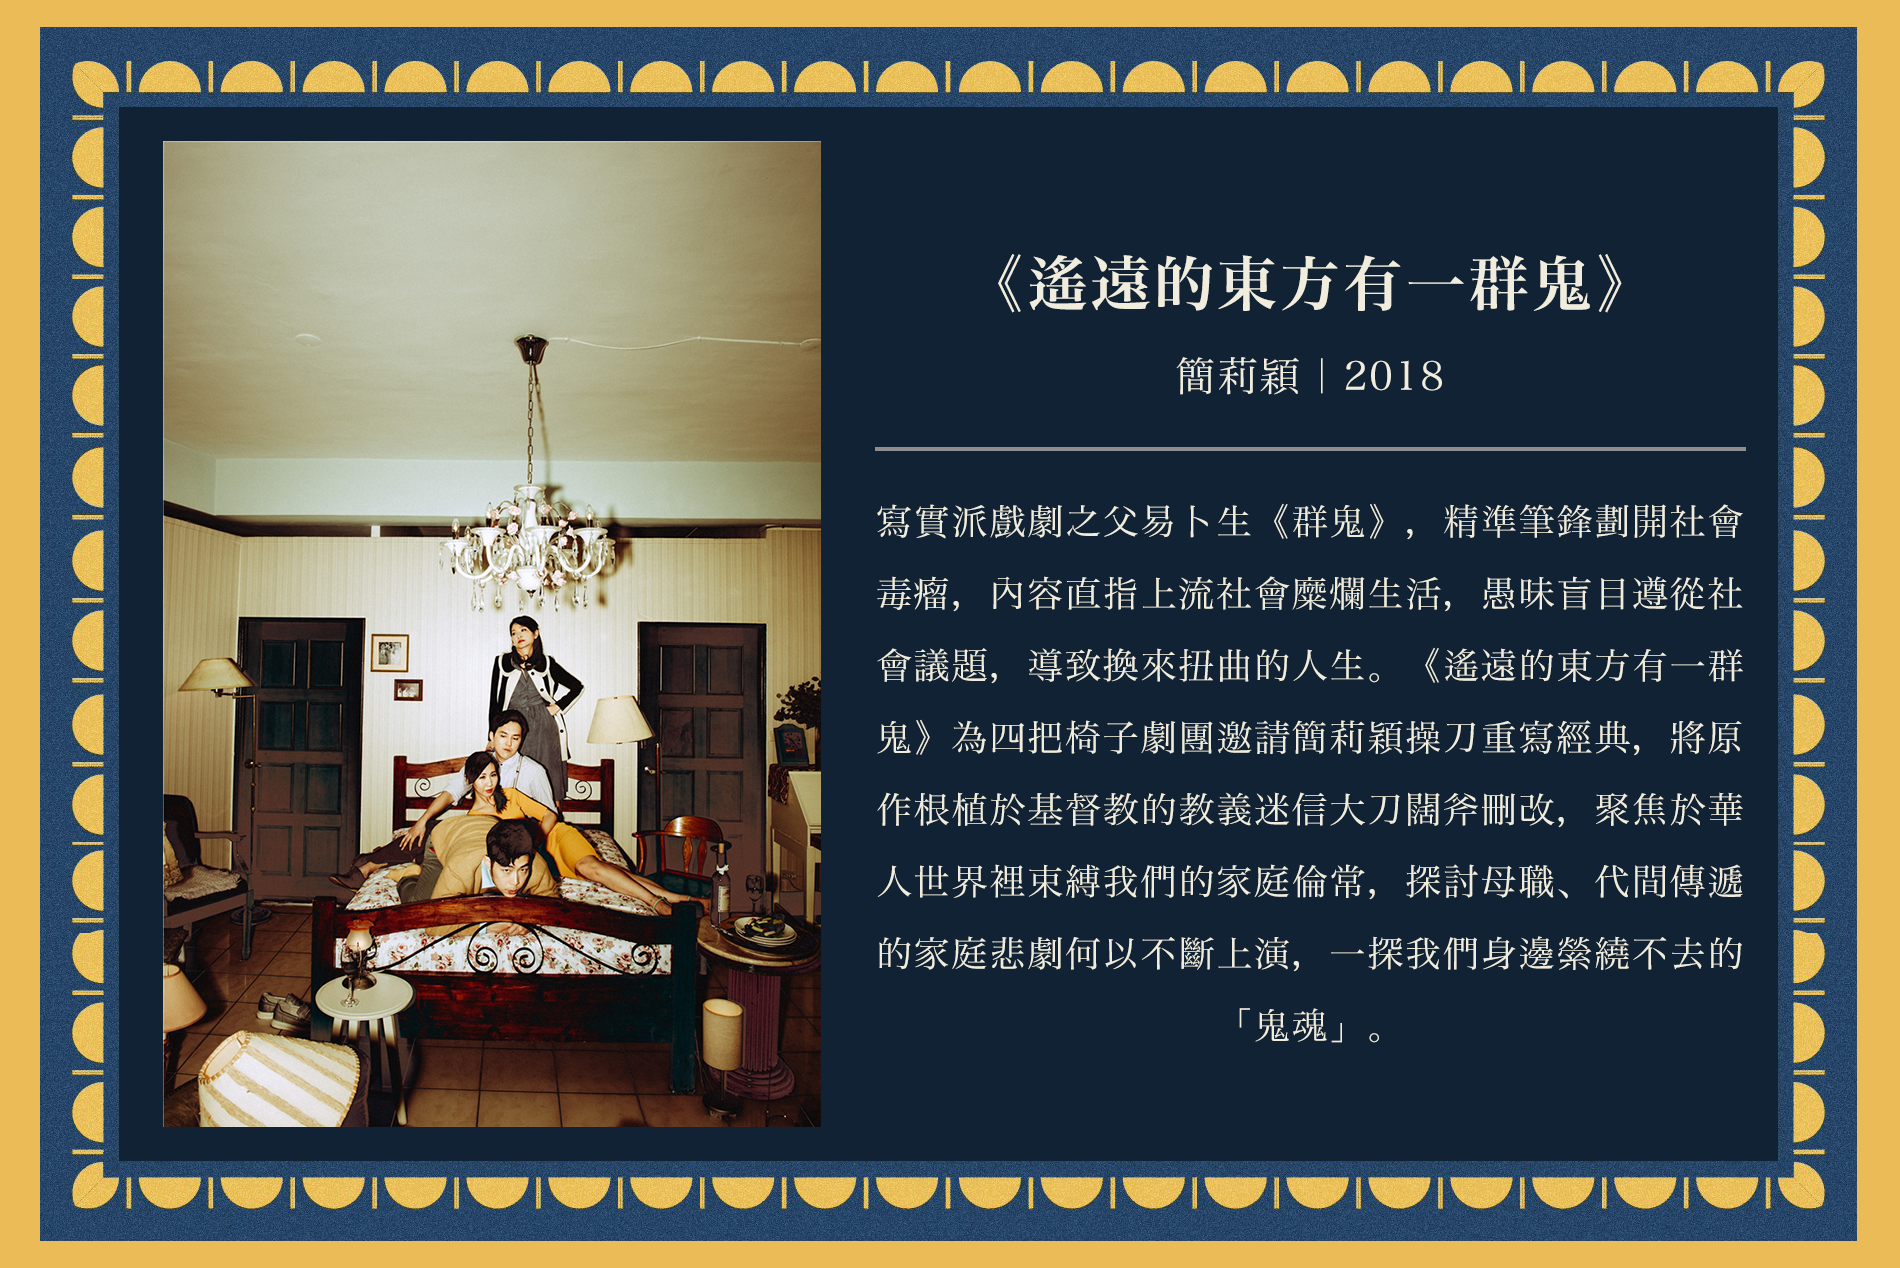 《遙遠的東方有一群鬼》
簡莉穎｜2018
寫實派戲劇之父易卜生《群鬼》，精準筆鋒劃開社會
毒瘤，內容直指上流社會糜爛生活，愚昧盲目遵從社
會議題，導致換來扭曲的人生。《遙遠的東方有一群
鬼》為四把椅子劇團邀請簡莉穎操刀重寫經典，將原
作根植於基督教的教義迷信大刀闊斧刪改，聚焦於華
人世界裡束縛我們的家庭倫常，探討母職、代間傳遞
的家庭悲劇何以不斷上演，一探我們身邊縈繞不去的
「鬼魂」。